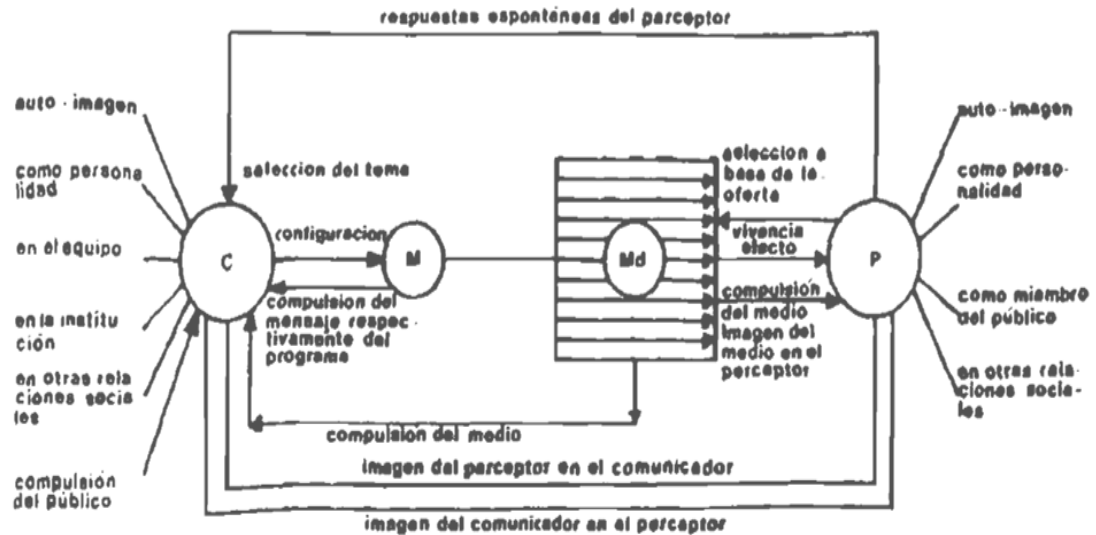 respuestas espontáneas del parceptor
auto - imagen
como persona
lidad
en el equipo
en la institu
ción
en otras rela
ciones socia
les
compulsión
del público
selección del tema
C
configuración
M
compulsion del
mensaje respec-
tivamente del
programa
Md
selección a
base de la
oferta
vivencia
efecto
compulsión
del medio
Imagen del
medio en el
perceptor
P
auto-imagen
como perso-
nalidad
como miembro
del público
en otras rela-
ciones socia-
les
compulsión del medio
imagen del parceptor en el comunicador
imagen del comunicador en el perceptor